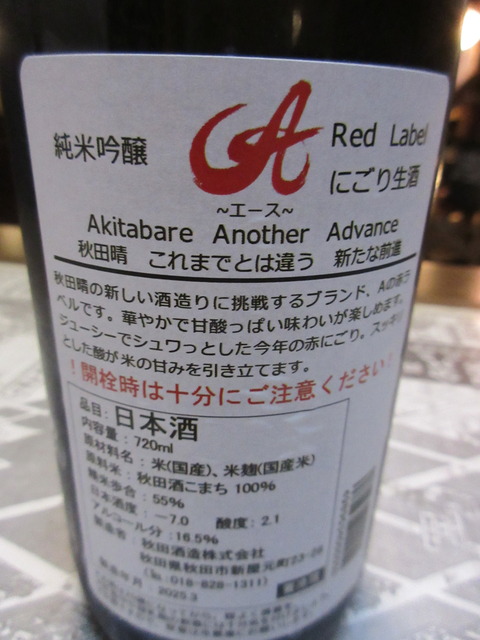 純米吟醸
A
Red Label
にごり生酒
~エース~
Akitabare Another Advance
秋田晴 これまでとは違う 新たな前進
秋田晴の新しい酒造りに挑戦するブランド、Aの赤ラ
ベルです。華やかで甘酸っぱい味わいが楽しめます。
ジューシーでシュワっとした今年の赤にごり。スッキリ
とした酸が米の甘みを引き立てます。
！開栓時は十分にご注意ください！
品目：日本酒
内容量：720ml
原材料名：米(国産)、米麹(国産米)
原料米：秋田酒こまち 100%
精米歩合：55%
日本酒度：－7.0 酸度：2.1
アルコール分：16.5%
製造者：秋田酒造株式会社
秋田県秋田市新屋元町23-28
(℡：018-828-1311)
製造年月 2025.3